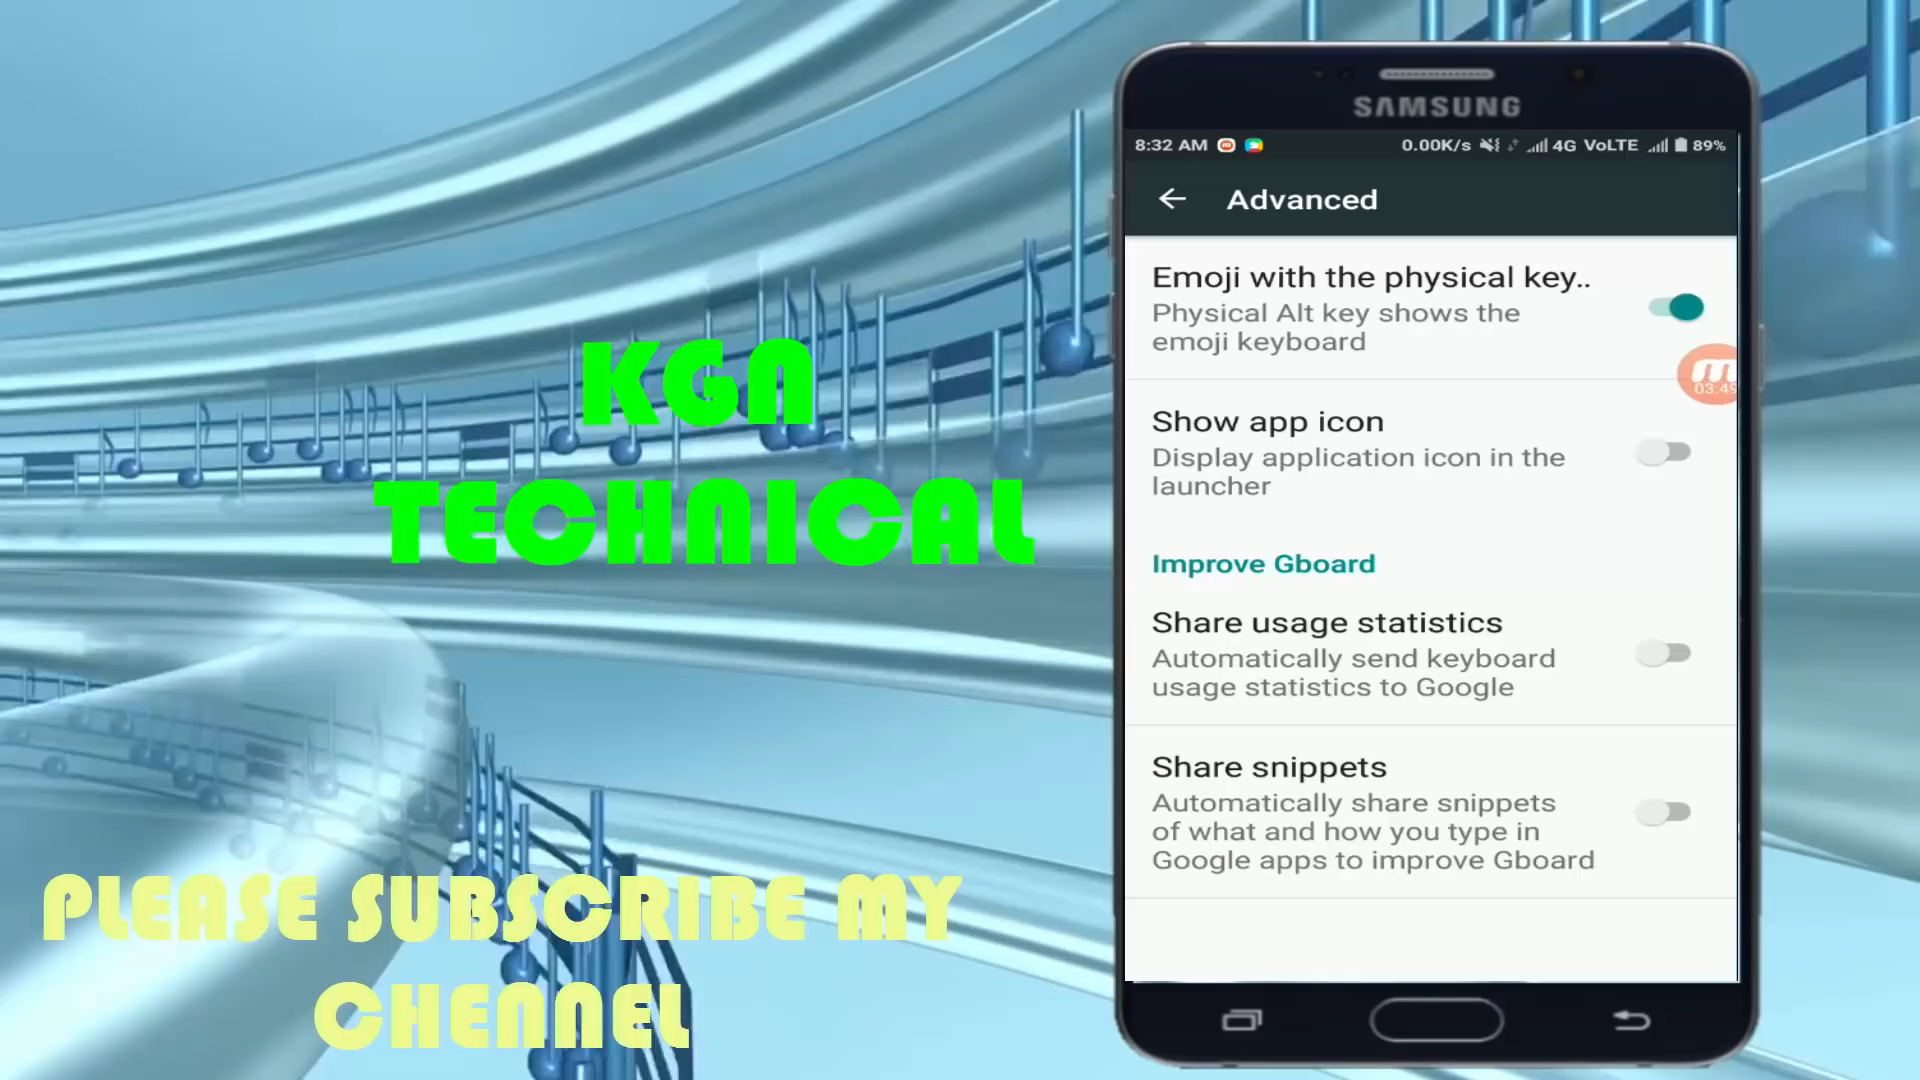 KGN
TECHNICAL
PLEASE SUBSCRIBE MY
CHENNEL
SAMSUNG
8:32 AM 0.00K/s 4G VoLTE 89%
Advanced
Emoji with the physical key..
Physical Alt key shows the
emoji keyboard
03:49
Show app icon
Display application icon in the
launcher
Improve Gboard
Share usage statistics
Automatically send keyboard
usage statistics to Google
Share snippets
Automatically share snippets
of what and how you type in
Google apps to improve Gboard